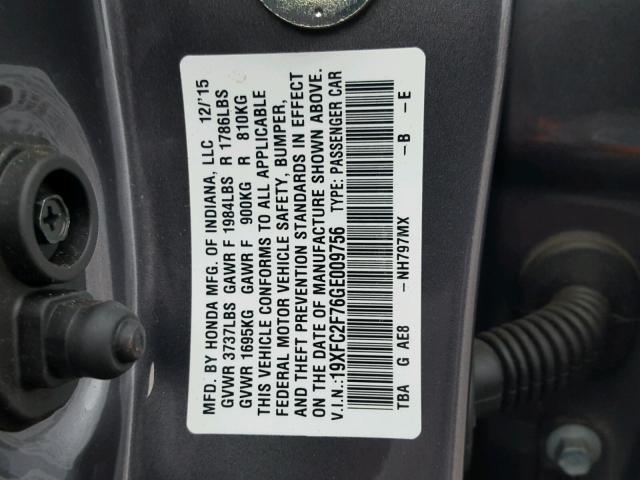 MFD. BY HONDA MFG. OF INDIANA, LLC 12/'15
GVWR 3737LBS GAWR F 1984LBS R 1786LBS
GVWR 1695KG GAWR F 900KG R 810KG
THIS VEHICLE CONFORMS TO ALL APPLICABLE
FEDERAL MOTOR VEHICLE SAFETY, BUMPER,
AND THEFT PREVENTION STANDARDS IN EFFECT
ON THE DATE OF MANUFACTURE SHOWN ABOVE.
V.I.N.:19XFC2F76GE009756 TYPE: PASSENGER CAR
TBA G AE8 -NH797MX -B -E